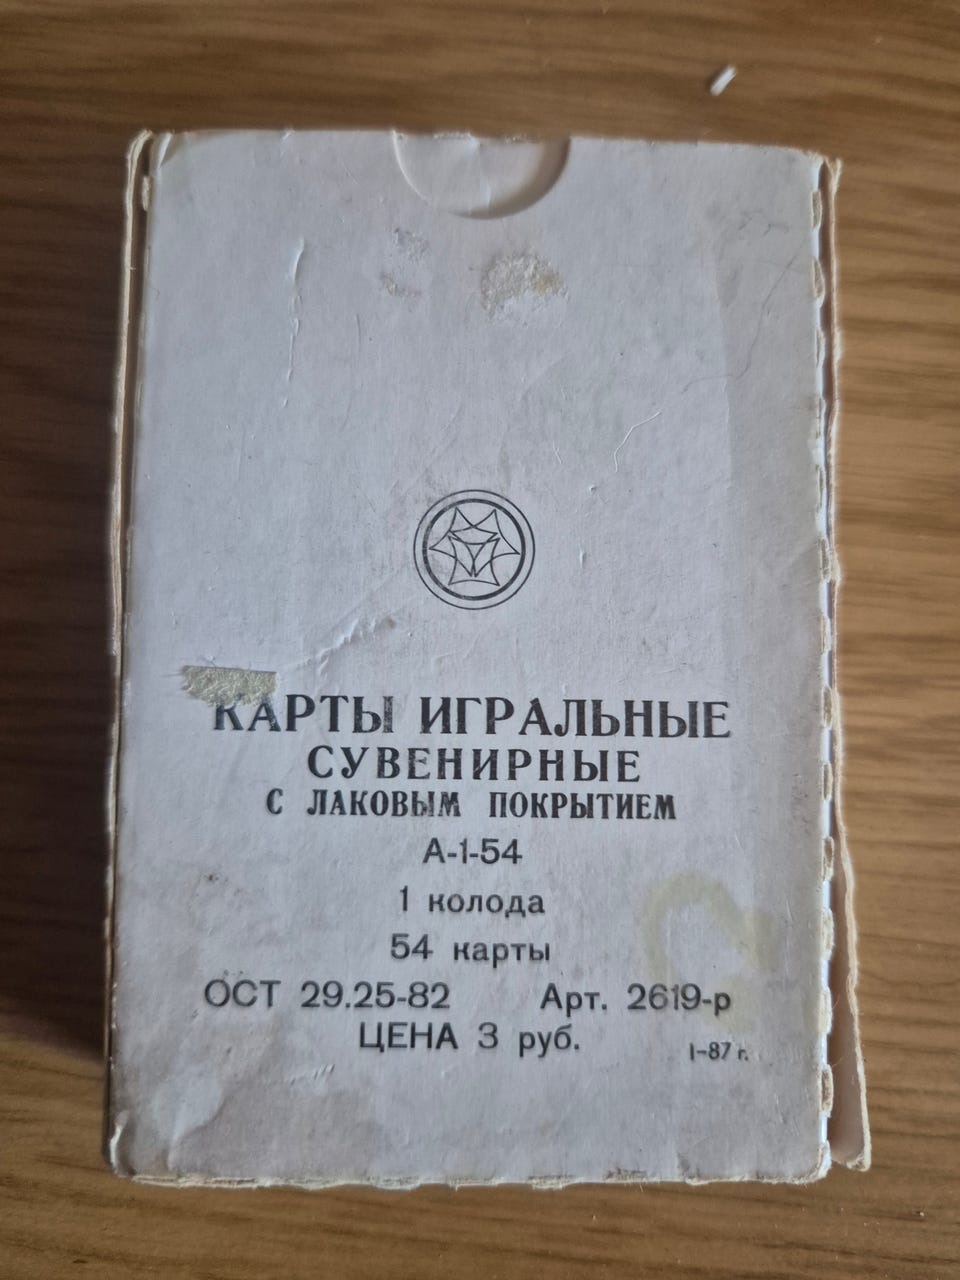 КАРТЫ ИГРАЛЬНЫЕ
СУВЕНИРНЫЕ
С ЛАКОВЫМ ПОКРЫТИЕМ
А-1-54
1 колода
54 карты
ОСТ 29.25-82 Арт. 2619-р
ЦЕНА 3 руб. I-87 г.